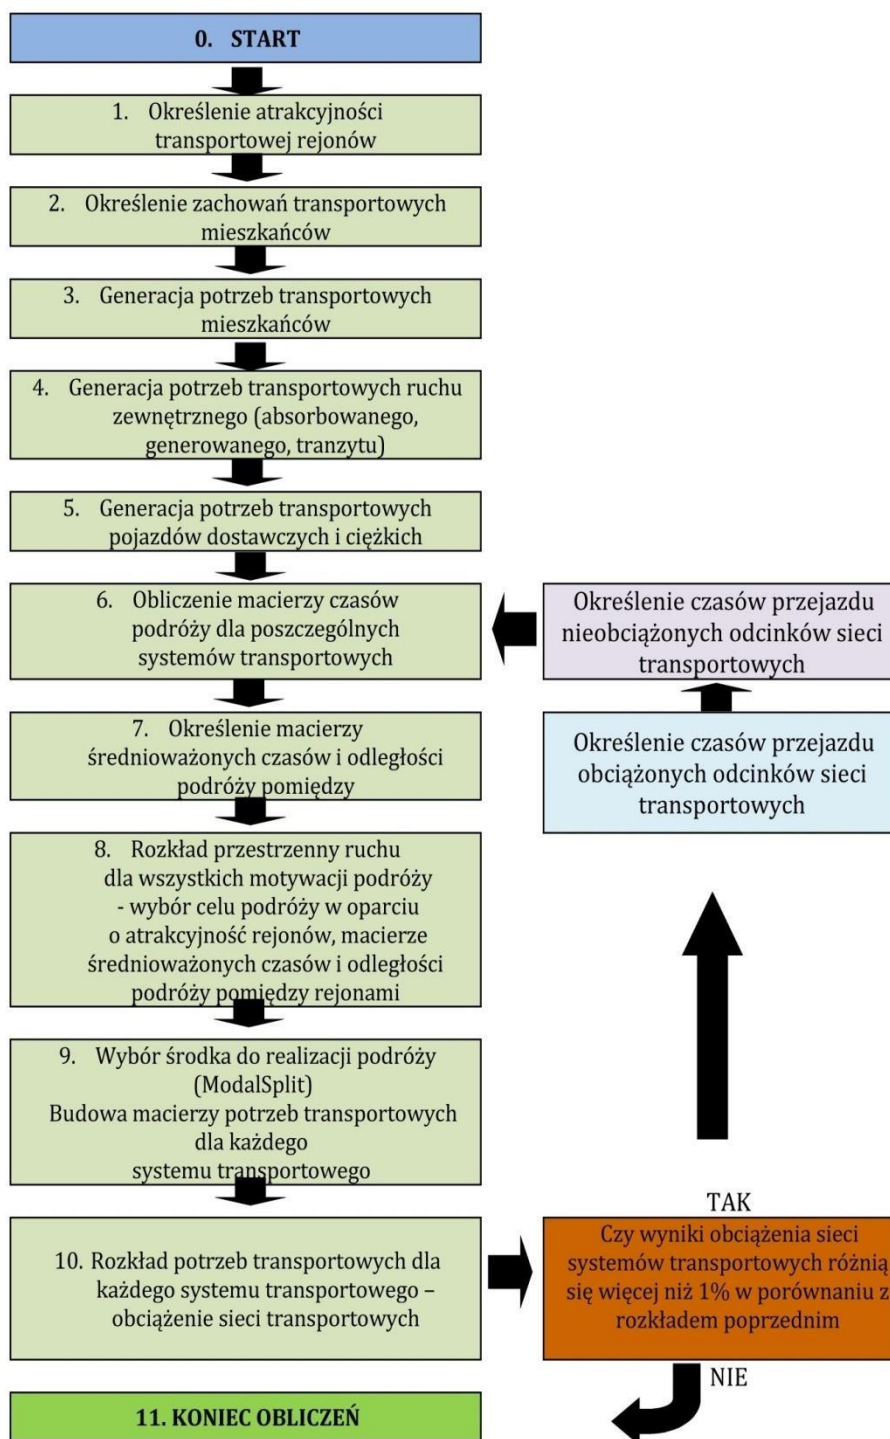 0. START
1. Określenie atrakcyjności
transportowej rejonów
2. Określenie zachowań transportowych
mieszkańców
3. Generacja potrzeb transportowych
mieszkańców
4. Generacja potrzeb transportowych ruchu
zewnętrznego (absorbowanego,
generowanego, tranzytu)
5. Generacja potrzeb transportowych
pojazdów dostawczych i ciężkich
6. Obliczenie macierzy czasów
podróży dla poszczególnych
systemów transportowych
Określenie czasów przejazdu
nieobciążonych odcinków sieci
transportowych
7. Określenie macierzy
średnioważonych czasów i odległości
podróży pomiędzy
Określenie czasów przejazdu
obciążonych odcinków sieci
transportowych
8. Rozkład przestrzenny ruchu
dla wszystkich motywacji podróży
- wybór celu podróży w oparciu
o atrakcyjność rejonów, macierze
średnioważonych czasów i odległości
podróży pomiędzy rejonami
9. Wybór środka do realizacji podróży
(ModalSplit)
Budowa macierzy potrzeb transportowych
dla każdego
systemu transportowego
10. Rozkład potrzeb transportowych dla
każdego systemu transportowego –
obciążenie sieci transportowych
TAK
Czy wyniki obciążenia sieci
systemów transportowych różnią
się więcej niż 1% w porównaniu z
rozkładem poprzednim
NIE
11. KONIEC OBLICZEŃ